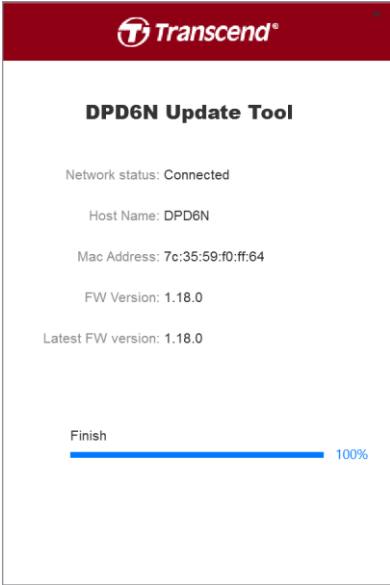 Transcend®
DPD6N Update Tool
Network status: Connected
Host Name: DPD6N
Mac Address: 7c:35:59:f0:ff:64
FW Version: 1.18.0
Latest FW version: 1.18.0
Finish
100%